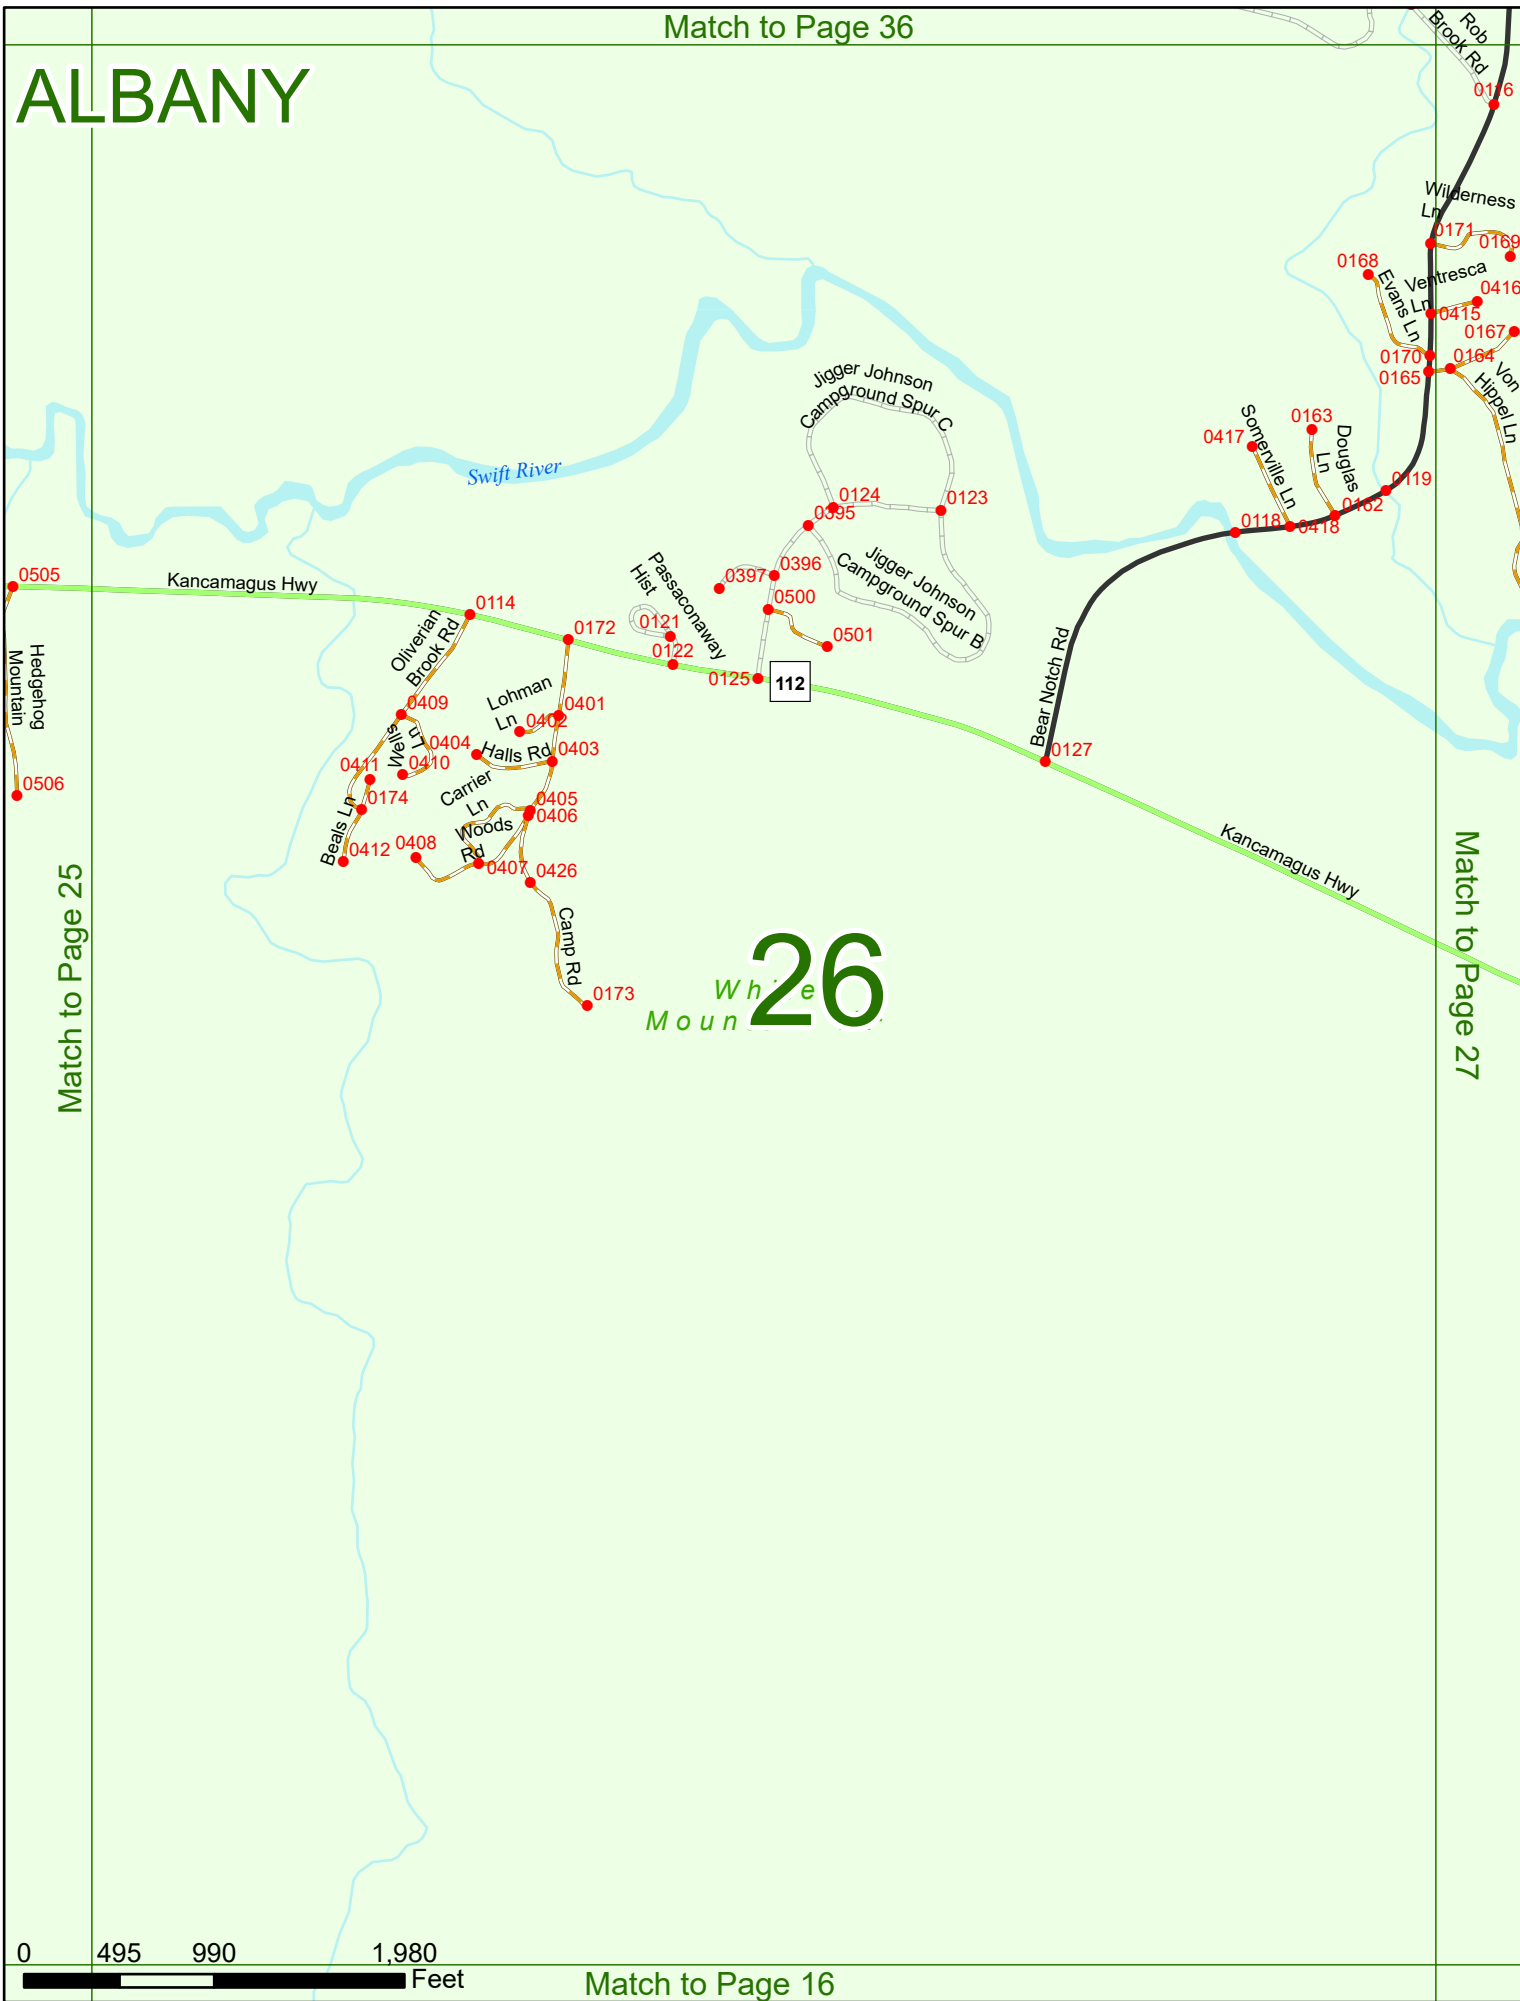 Match to Page 36
ALBANY
Rob
Brook Rd
0116
Wilderness
Ln
0171
0169
0168
Evans Ln
Ventresca
Ln
0416
0415
0167
0170
0164
0165
Von
Hippel Ln
Jigger Johnson
Campground Spur C
Somerville Ln
0417
0163
Douglas
Ln
0119
Swift River
0124
0123
0395
0162
0118
0418
0505
Kancamagus Hwy
0114
Passaconaway
Hist
0397
0396
0500
Jigger Johnson
Campground Spur B
0172
0121
0122
0501
0125
112
Oliverian
Brook Rd
Bear Notch Rd
Hedgehog
Mountain
0409
Lohman
Ln
0401
0402
Wells
Ln
0404
Halls Rd
0403
0127
0411
0410
0506
0174
Carrier
Ln
0405
0406
Beals Ln
Woods
Rd
0412
0408
0407
0426
Kancamagus Hwy
Camp Rd
0173
Match to Page 25
Match to Page 27
26
0 495 990 1,980
Feet
Match to Page 16